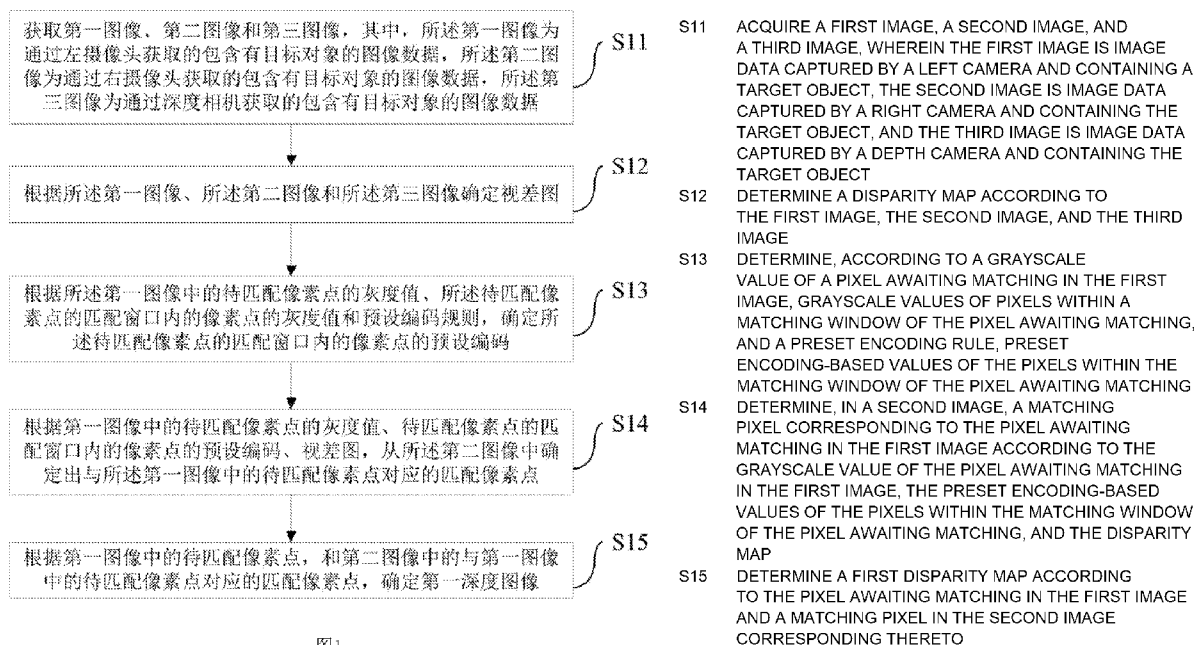 获取第一图像、第二图像和第三图像，其中，所述第一图像为
通过左摄像头获取的包含有目标对象的图像数据，所述第二图
像为通过右摄像头获取的包含有目标对象的图像数据，所述第
三图像为通过深度相机获取的包含有目标对象的图像数据
S11
根据所述第一图像、所述第二图像和所述第三图像确定视差图
S12
根据所述第一图像中的待匹配像素点的灰度值、所述待匹配像
素点的匹配窗口内的像素点的灰度值和预设编码规则，确定所
述待匹配像素点的匹配窗口内的像素点的预设编码
S13
根据第一图像中的待匹配像素点的灰度值、待匹配像素点的匹
配窗口内的像素点的预设编码、视差图，从所述第二图像中确
定出与所述第一图像中的待匹配像素点对应的匹配像素点
S14
根据第一图像中的待匹配像素点，和第二图像中的与第一图像
中的待匹配像素点对应的匹配像素点，确定第一深度图像
S15
图1
S11 ACQUIRE A FIRST IMAGE, A SECOND IMAGE, AND
A THIRD IMAGE, WHEREIN THE FIRST IMAGE IS IMAGE
DATA CAPTURED BY A LEFT CAMERA AND CONTAINING A
TARGET OBJECT, THE SECOND IMAGE IS IMAGE DATA
CAPTURED BY A RIGHT CAMERA AND CONTAINING THE
TARGET OBJECT, AND THE THIRD IMAGE IS IMAGE DATA
CAPTURED BY A DEPTH CAMERA AND CONTAINING THE
TARGET OBJECT
S12 DETERMINE A DISPARITY MAP ACCORDING TO
THE FIRST IMAGE, THE SECOND IMAGE, AND THE THIRD
IMAGE
S13 DETERMINE, ACCORDING TO A GRAYSCALE
VALUE OF A PIXEL AWAITING MATCHING IN THE FIRST
IMAGE, GRAYSCALE VALUES OF PIXELS WITHIN A
MATCHING WINDOW OF THE PIXEL AWAITING MATCHING,
AND A PRESET ENCODING RULE, PRESET
ENCODING-BASED VALUES OF THE PIXELS WITHIN THE
MATCHING WINDOW OF THE PIXEL AWAITING MATCHING
S14 DETERMINE, IN A SECOND IMAGE, A MATCHING
PIXEL CORRESPONDING TO THE PIXEL AWAITING
MATCHING IN THE FIRST IMAGE ACCORDING TO THE
GRAYSCALE VALUE OF THE PIXEL AWAITING MATCHING
IN THE FIRST IMAGE, THE PRESET ENCODING-BASED
VALUES OF THE PIXELS WITHIN THE MATCHING WINDOW
OF THE PIXEL AWAITING MATCHING, AND THE DISPARITY
MAP
S15 DETERMINE A FIRST DISPARITY MAP ACCORDING
TO THE PIXEL AWAITING MATCHING IN THE FIRST IMAGE
AND A MATCHING PIXEL IN THE SECOND IMAGE
CORRESPONDING THERETO